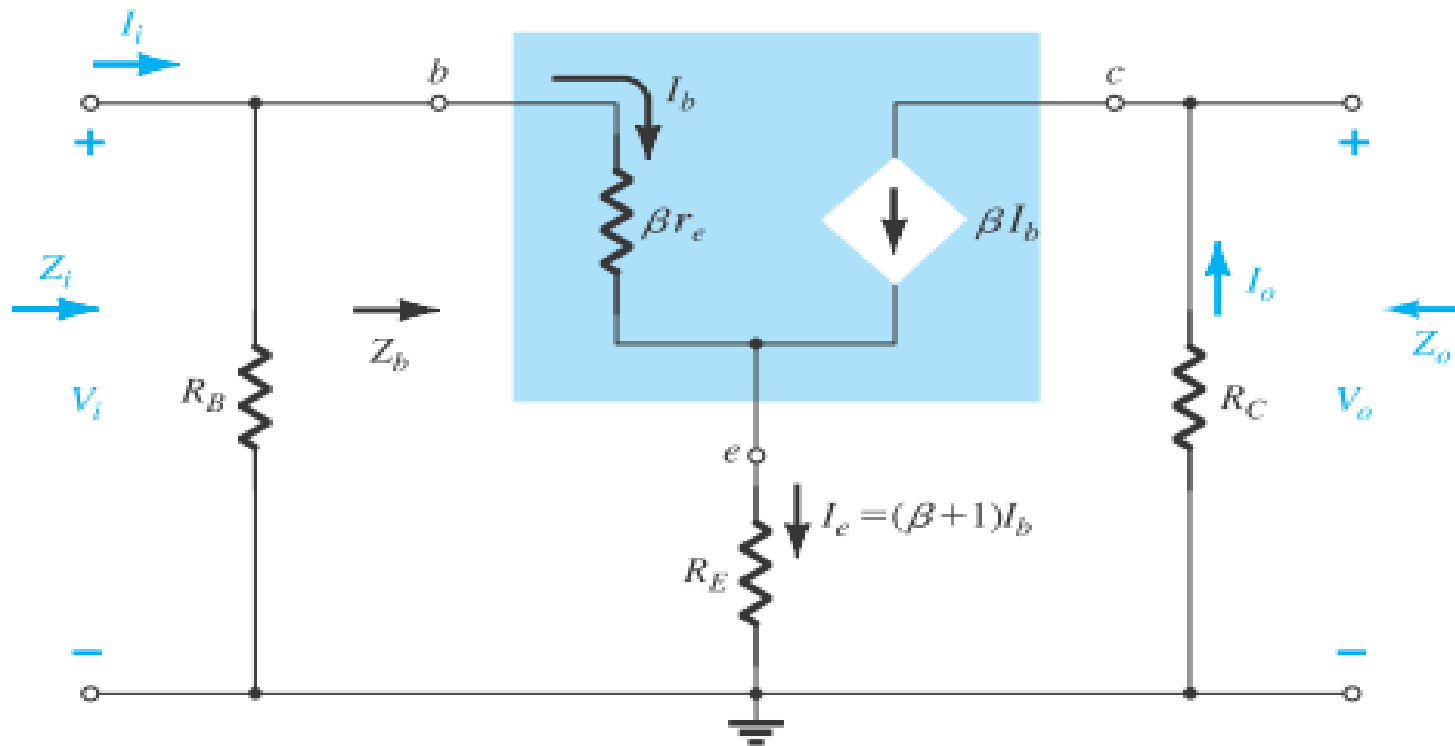 I_i
b
c
I_b
+
+
βr_e
βI_b
Z_i
I_o
Z_b
Z_o
V_i
R_B
R_C
V_o
e
I_e =(β+1)I_b
R_E
−
−